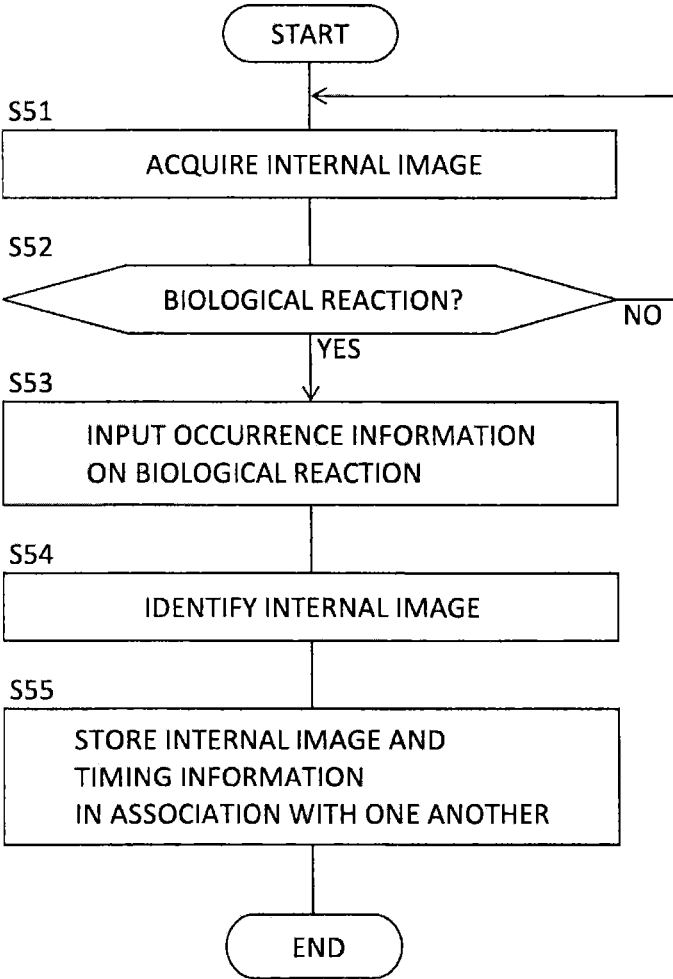 START
S51
ACQUIRE INTERNAL IMAGE
S52
BIOLOGICAL REACTION?
NO
YES
S53
INPUT OCCURRENCE INFORMATION
ON BIOLOGICAL REACTION
S54
IDENTIFY INTERNAL IMAGE
S55
STORE INTERNAL IMAGE AND
TIMING INFORMATION
IN ASSOCIATION WITH ONE ANOTHER
END